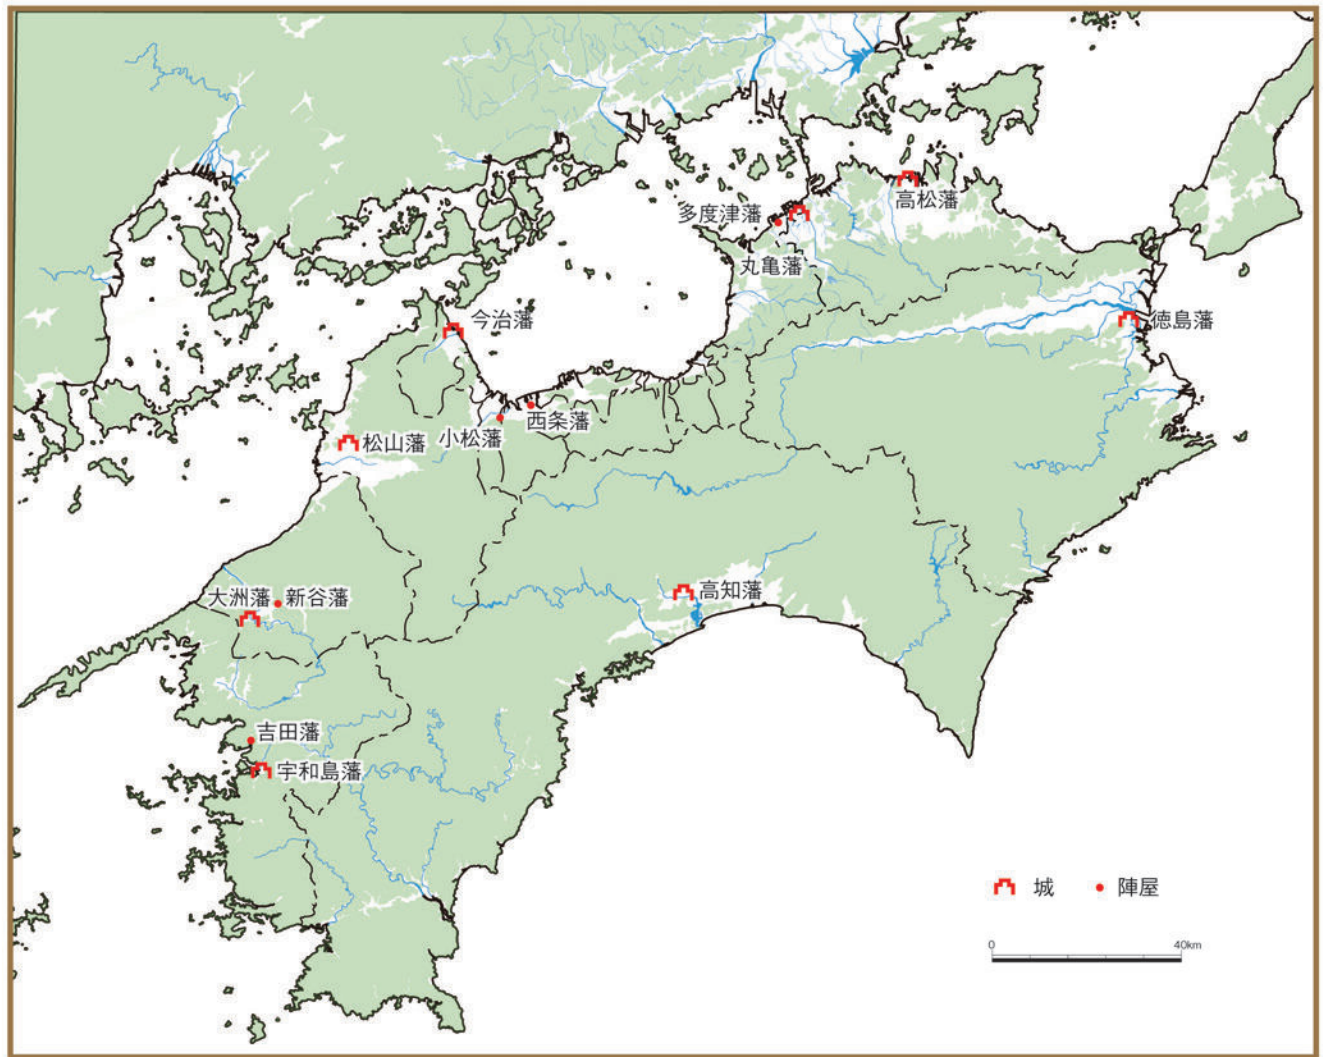 高松藩
多度津藩
丸亀藩
今治藩
徳島藩
西条藩
小松藩
松山藩
高知藩
大洲藩
新谷藩
吉田藩
宇和島藩
城
陣屋
0
40km